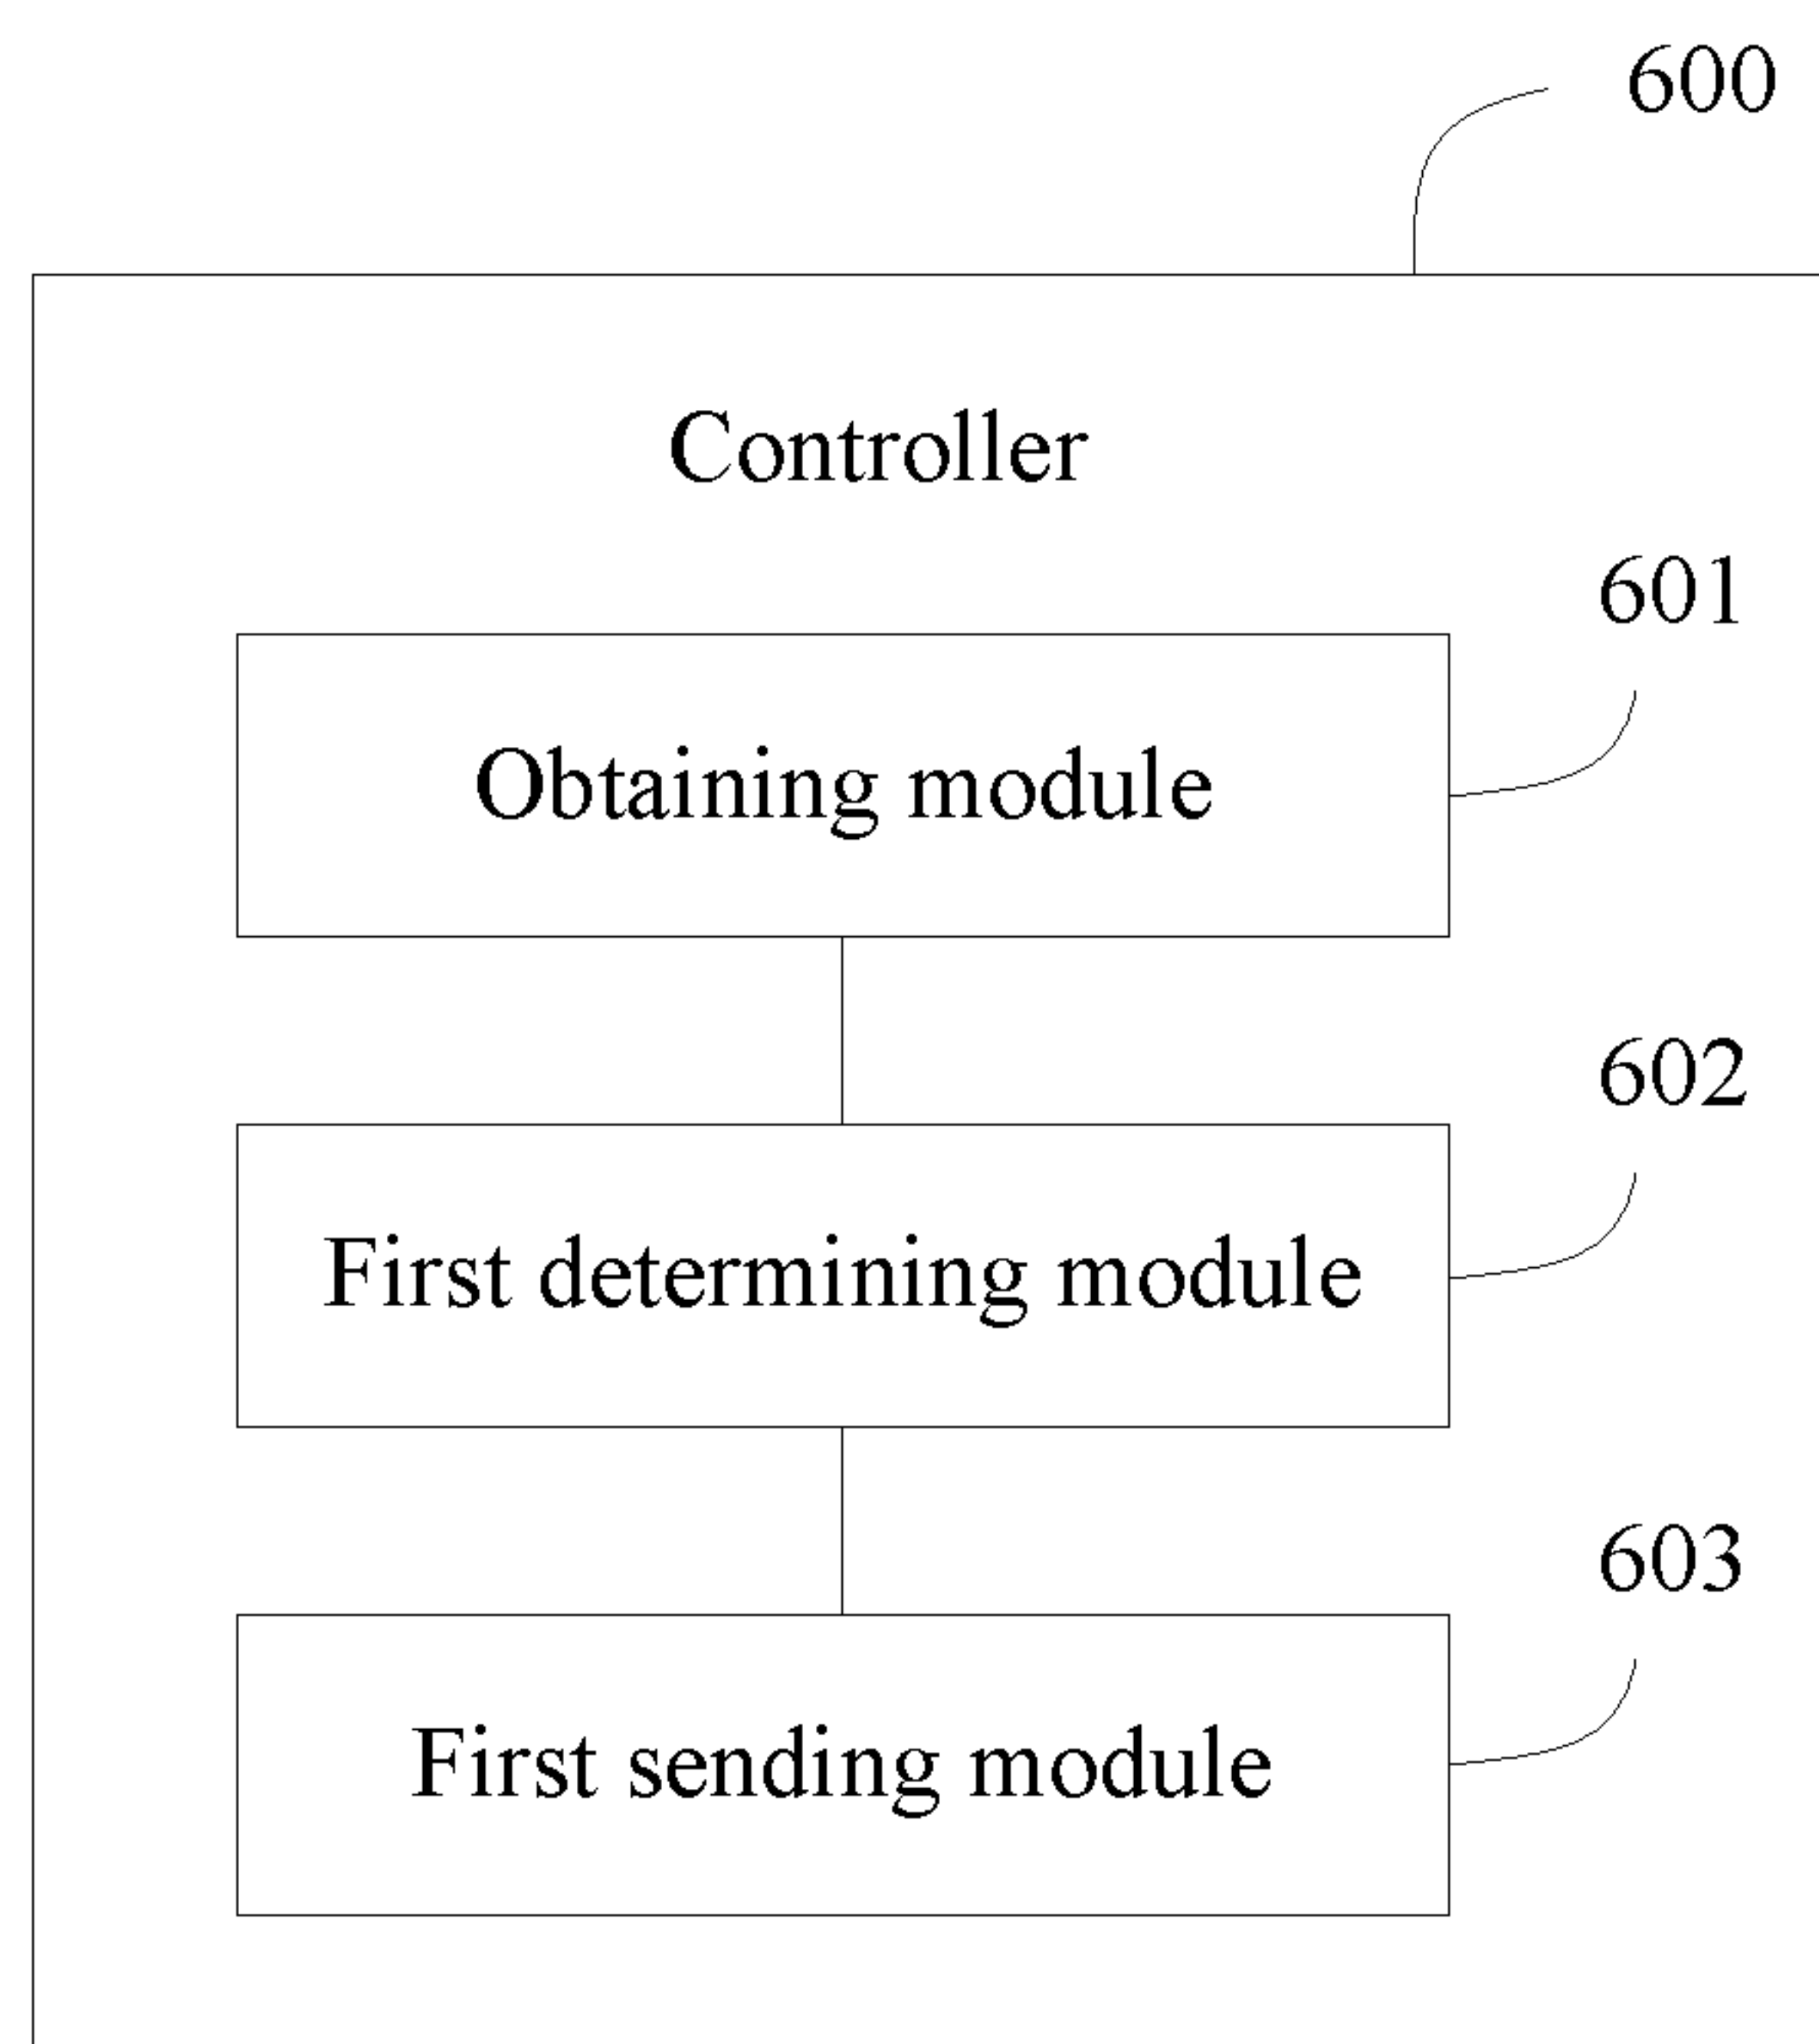 600
Controller
601
Obtaining module
602
First determining module
603
First sending module